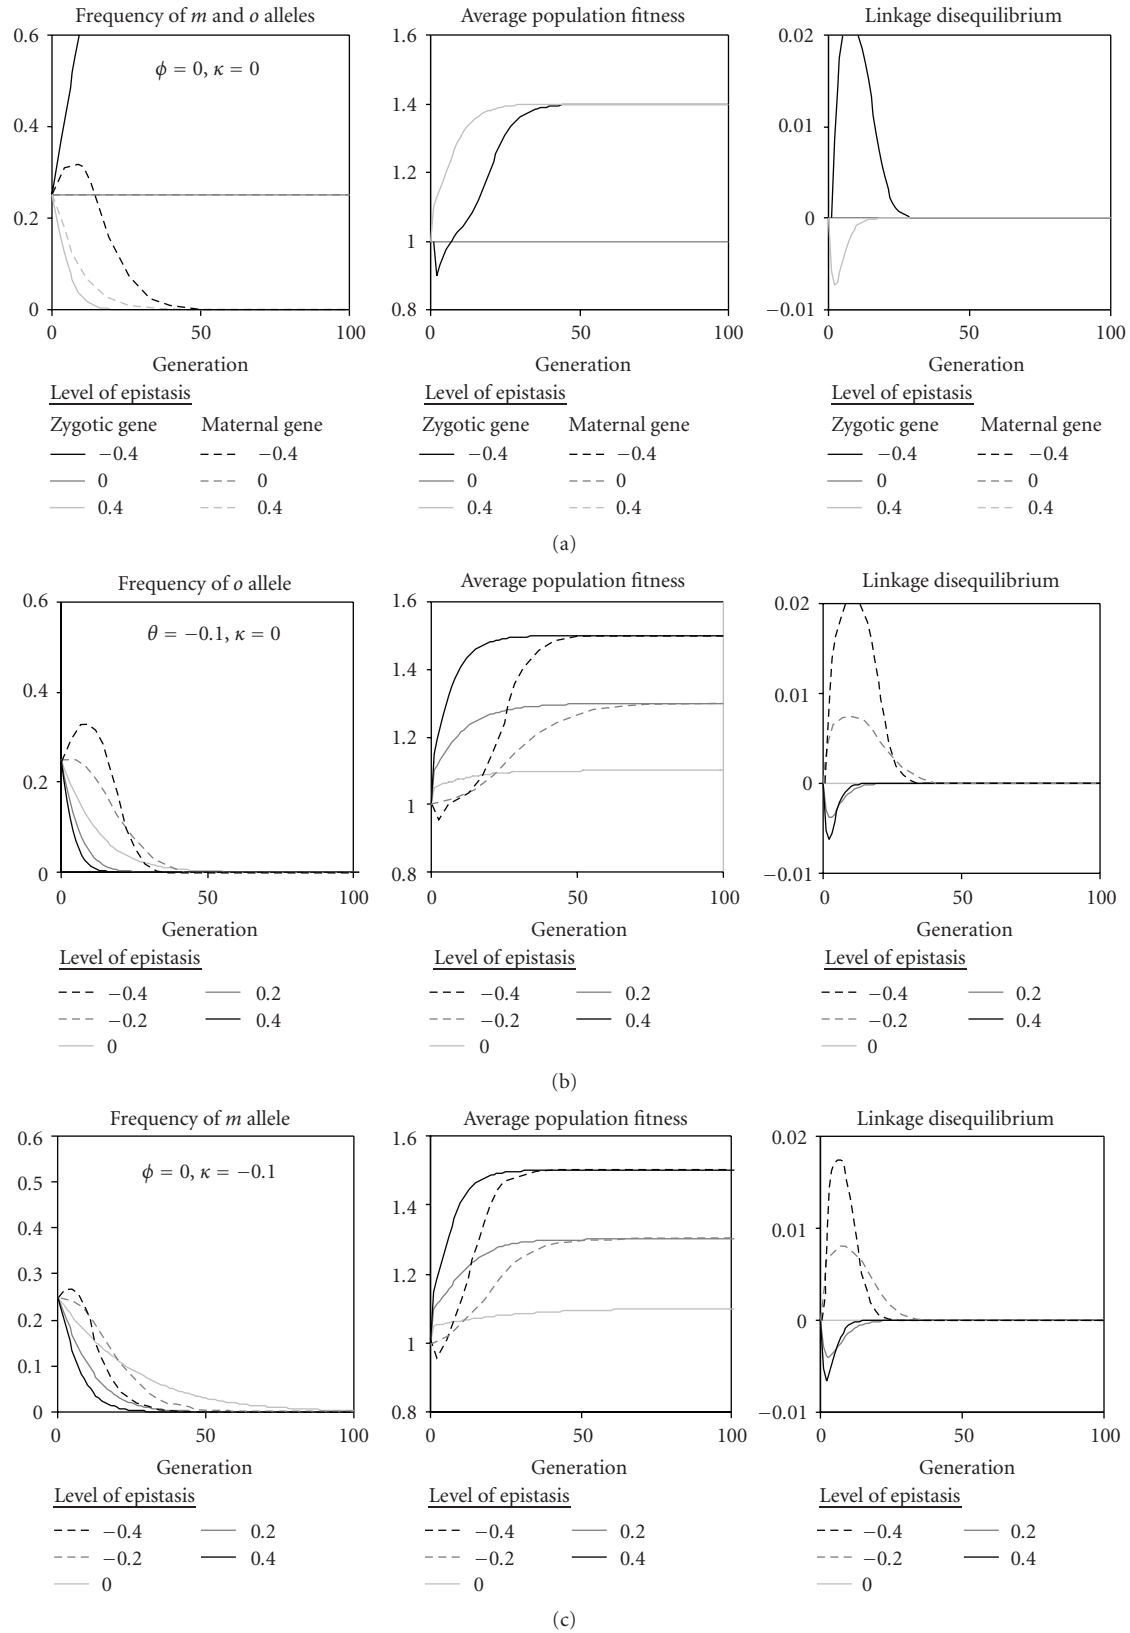 Frequency of m and o alleles
Average population fitness
Linkage disequilibrium
0.6
0.4
0.2
0
ϕ = 0, κ = 0
0
50
100
Generation
1.6
1.4
1.2
1
0.8
0
50
100
Generation
0.02
0.01
0
−0.01
0
50
100
Generation
Level of epistasis
Zygotic gene Maternal gene
−0.4 −0.4
0 0
0.4 0.4
Level of epistasis
Zygotic gene Maternal gene
−0.4 −0.4
0 0
0.4 0.4
Level of epistasis
Zygotic gene Maternal gene
−0.4 −0.4
0 0
0.4 0.4
(a)
Frequency of o allele
Average population fitness
Linkage disequilibrium
0.6
0.4
0.2
0
θ = −0.1, κ = 0
0
50
100
Generation
1.6
1.4
1.2
1
0.8
0
50
100
Generation
0.02
0.01
0
−0.01
0
50
100
Generation
Level of epistasis
−0.4 0.2
−0.2 0.4
0
Level of epistasis
−0.4 0.2
−0.2 0.4
0
Level of epistasis
−0.4 0.2
−0.2 0.4
0
(b)
Frequency of m allele
Average population fitness
Linkage disequilibrium
0.6
0.5
0.4
0.3
0.2
0.1
0
ϕ = 0, κ = −0.1
0
50
100
Generation
1.6
1.4
1.2
1
0.8
0
50
100
Generation
0.02
0.01
0
−0.01
0
50
100
Generation
Level of epistasis
−0.4 0.2
−0.2 0.4
0
Level of epistasis
−0.4 0.2
−0.2 0.4
0
Level of epistasis
−0.4 0.2
−0.2 0.4
0
(c)